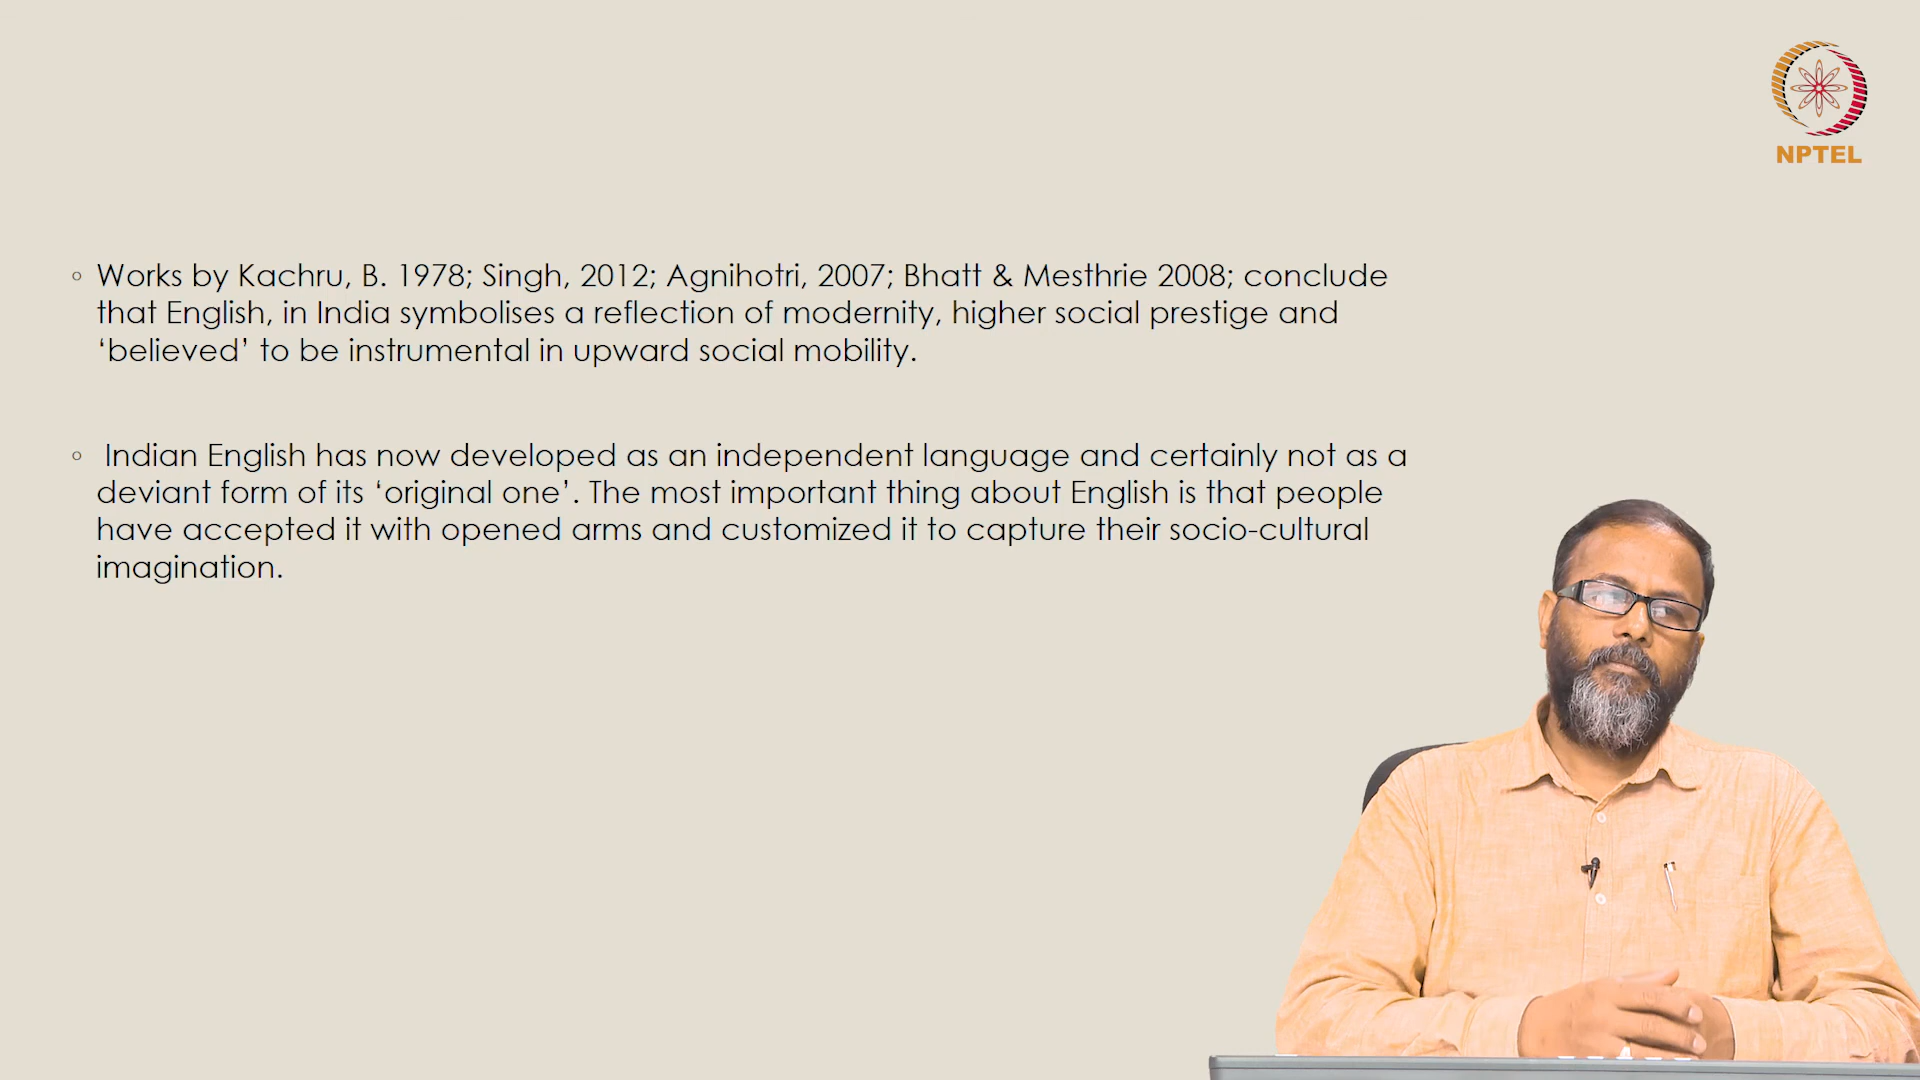 NPTEL
◦ Works by Kachru, B. 1978; Singh, 2012; Agnihotri, 2007; Bhatt & Mesthrie 2008; conclude
that English, in India symbolises a reflection of modernity, higher social prestige and
‘believed’ to be instrumental in upward social mobility.
◦ Indian English has now developed as an independent language and certainly not as a
deviant form of its ‘original one’. The most important thing about English is that people
have accepted it with opened arms and customized it to capture their socio-cultural
imagination.